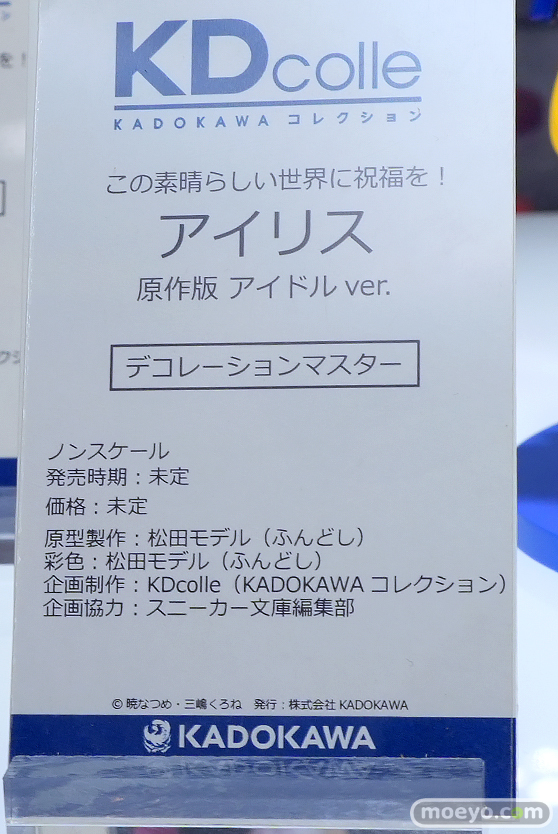 KDcolle
KADOKAWA コレクション
この素晴らしい世界に祝福を！
アイリス
原作版 アイドル ver.
デコレーションマスター
ノンスケール
発売時期：未定
価格：未定
原型製作：松田モデル（ふんどし）
彩色：松田モデル（ふんどし）
企画制作：KDcolle（KADOKAWA コレクション）
企画協力：スニーカー文庫編集部
© 暁なつめ・三嶋くろね　発行：株式会社 KADOKAWA
KADOKAWA
moeyo.com